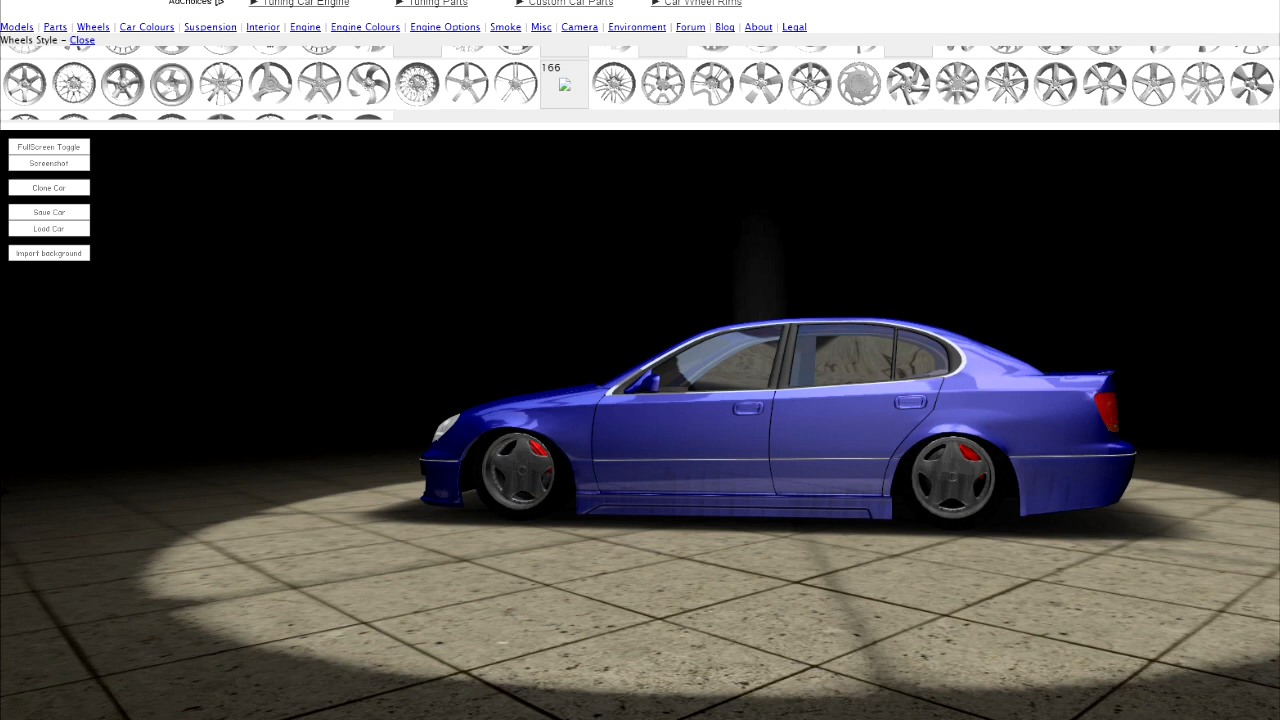 AdChoices ▶ Tuning Car Engine ▶ Tuning Parts ▶ Custom Car Parts ▶ Car Wheel Rims
Models | Parts | Wheels | Car Colours | Suspension | Interior | Engine | Engine Colours | Engine Options | Smoke | Misc | Camera | Environment | Forum | Blog | About | Legal
Wheels Style - Close
166
FullScreen Toggle
Screenshot
Clone Car
Save Car
Load Car
Import background